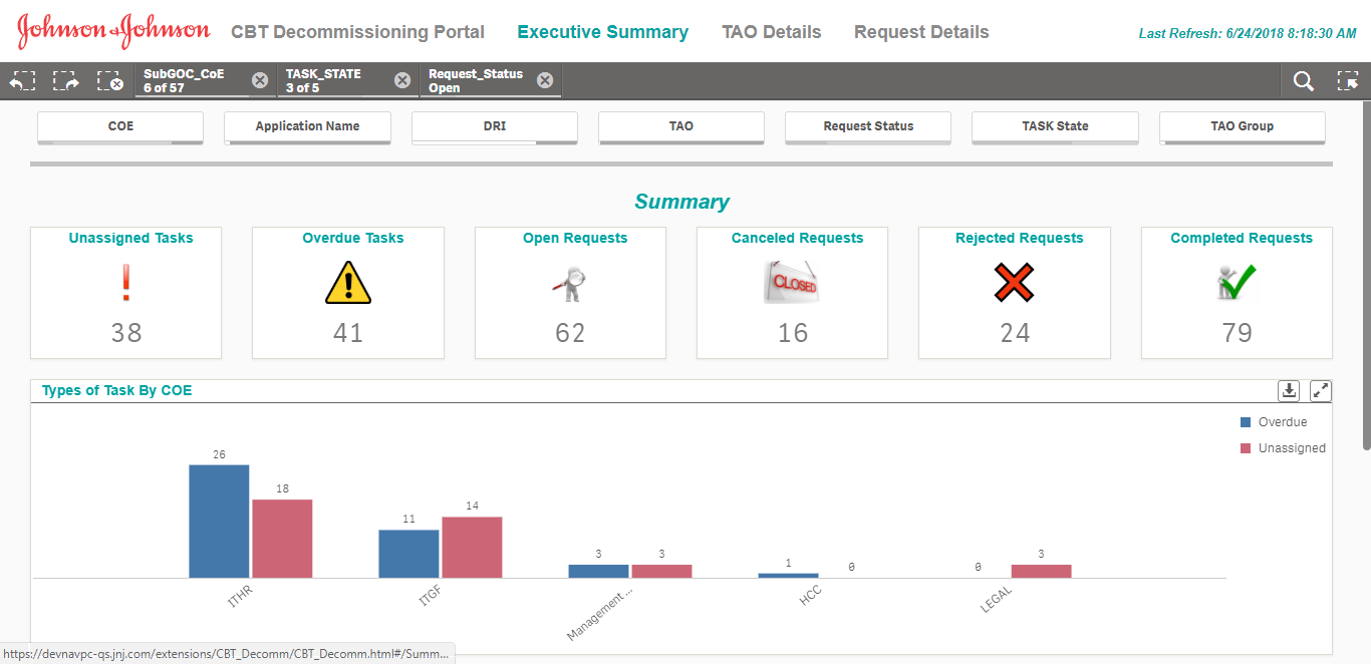 Johnson & Johnson CBT Decommissioning Portal Executive Summary TAO Details Request Details Last Refresh: 6/24/2018 8:18:30 AM
SubGOC_CoE TASK_STATE Request_Status
6 of 57 3 of 5 Open
COE Application Name DRI TAO Request Status TASK State TAO Group
Summary
Unassigned Tasks Overdue Tasks Open Requests Canceled Requests Rejected Requests Completed Requests
CLOSED
38 41 62 16 24 79
Types of Task By COE
Overdue
Unassigned
26 18 11 14 3 3 1 0 0 3
ITHR ITGF Management ... HCC LEGAL
https://devnavpc-qs.jnj.com/extensions/CBT_Decomm/CBT_Decomm.html#/Summ...